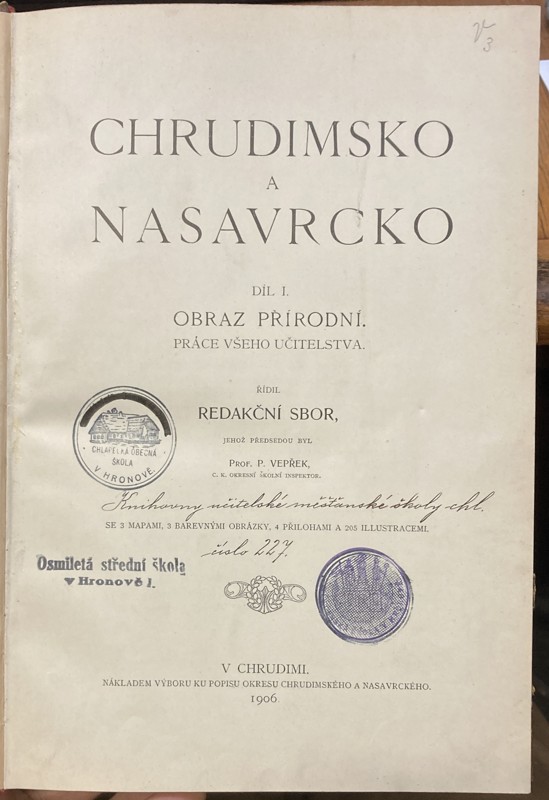 V
3
CHRUDIMSKO
A
NASAVRCKO
DÍL I.
OBRAZ PŘÍRODNÍ.
PRÁCE VŠEHO UČITELSTVA.
ŘÍDIL
REDAKČNÍ SBOR,
JEHOŽ PŘEDSEDOU BYL
PROF. P. VEPŘEK,
C. K. OKRESNÍ ŠKOLNÍ INSPEKTOR.
CHLAPECKÁ OBECNÁ
ŠKOLA
V HRONOVĚ.
Knihovny učitelské měšťanské školy chl.
SE 3 MAPAMI, 3 BAREVNÝMI OBRÁZKY, 4 PŘÍLOHAMI A 205 ILLUSTRACEMI.
číslo 227.
Osmiletá střední škola
v Hronově I.
V CHRUDIMI.
NÁKLADEM VÝBORU KU POPISU OKRESU CHRUDIMSKÉHO A NASAVRCKÉHO.
1906.